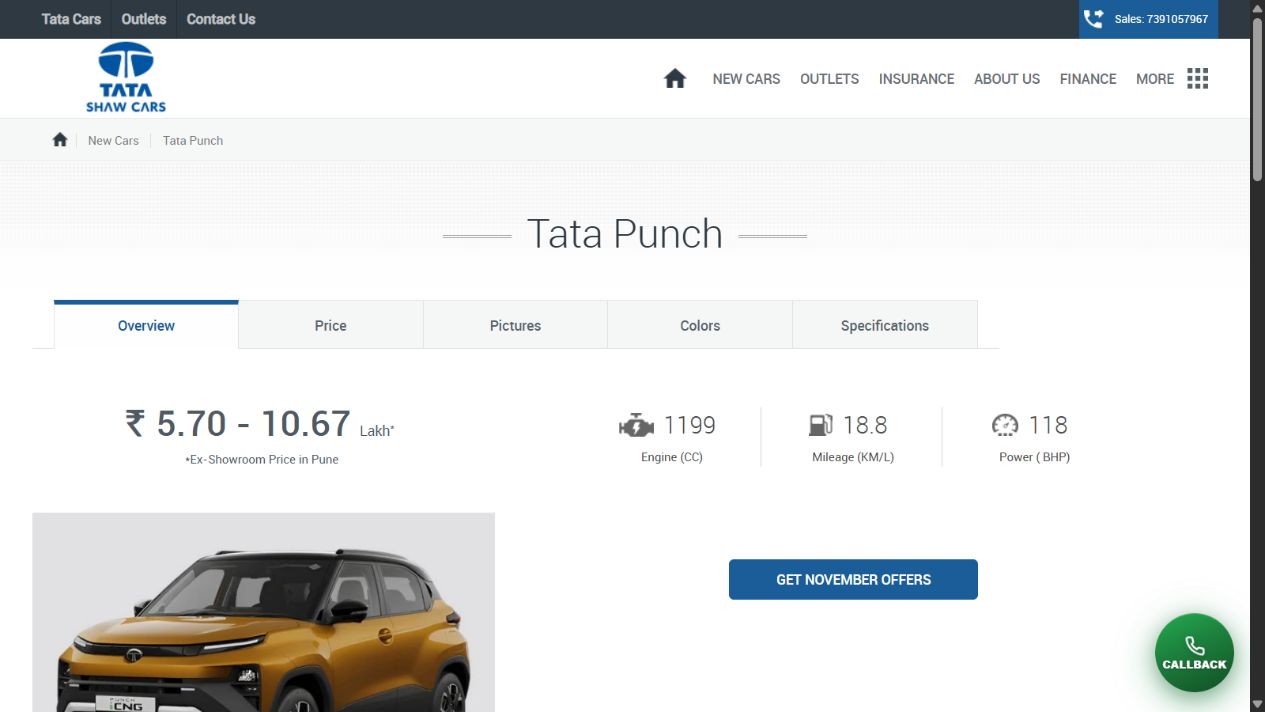 Tata Cars
Outlets
Contact Us
Sales: 7391057967
TATA
SHAW CARS
NEW CARS
OUTLETS
INSURANCE
ABOUT US
FINANCE
MORE
New Cars
Tata Punch
Tata Punch
Overview
Price
Pictures
Colors
Specifications
₹ 5.70 - 10.67 Lakh*
*Ex-Showroom Price in Pune
1199
Engine (CC)
18.8
Mileage (KM/L)
118
Power ( BHP)
GET NOVEMBER OFFERS
CALLBACK
PUNCH
iCNG